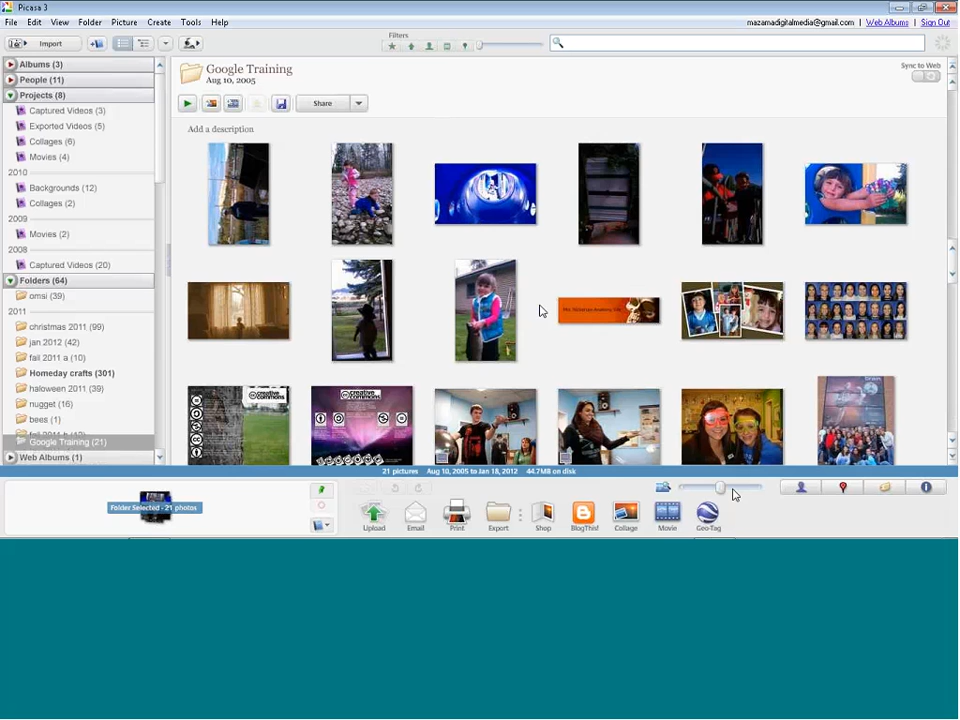 Picasa 3
File Edit View Folder Picture Create Tools Help
mazamadigitalmedia@gmail.com Web Albums Sign Out
Import
Filters
Albums (3)
People (11)
Projects (8)
Captured Videos (3)
Exported Videos (5)
Collages (6)
Movies (4)
2010
Backgrounds (12)
Collages (2)
2009
Movies (2)
2008
Captured Videos (20)
Folders (64)
omsi (39)
2011
christmas 2011 (99)
jan 2012 (42)
fall 2011 a (10)
Homeday crafts (301)
haloween 2011 (39)
nugget (16)
bees (1)
Google Training (21)
Web Albums (1)
Google Training
Aug 10, 2005
Sync to Web
Share
Add a description
creative commons
creative commons
21 pictures Aug 10, 2005 to Jan 18, 2012 44.7MB on disk
Folder Selected - 21 photos
Upload Email Print Export Shop BlogThis! Collage Movie Geo-Tag